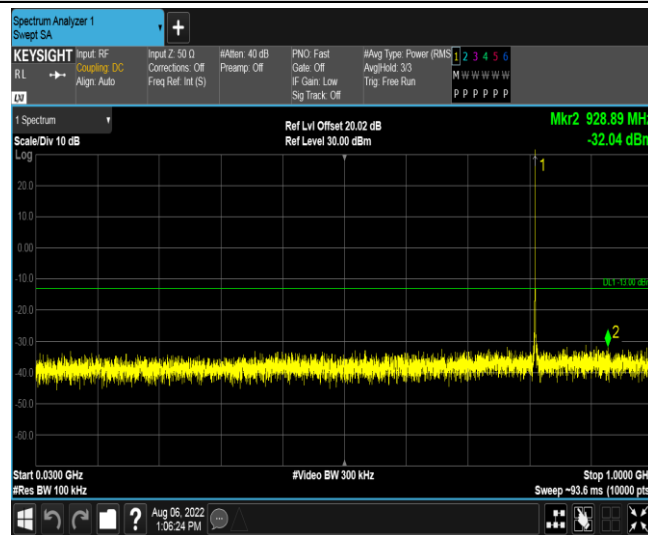 Spectrum Analyzer 1
Swept SA
+
KEYSIGHT
RL
LXI
Input: RF
Coupling: DC
Align: Auto
Input Z: 50 Ω
Corrections: Off
Freq Ref: Int (S)
#Atten: 40 dB
Preamp: Off
PNO: Fast
Gate: Off
IF Gain: Low
Sig Track: Off
#Avg Type: Power (RMS
Avg|Hold: 3/3
Trig: Free Run
1 2 3 4 5 6
M W W W W W
P P P P P P
1 Spectrum
Scale/Div 10 dB
Log
Ref Lvl Offset 20.02 dB
Ref Level 30.00 dBm
Mkr2 928.89 MHz
-32.04 dBm
1
20.0
10.0
0.00
-10.0
DL1 -13.00 dBm
-20.0
-30.0
2
-40.0
-50.0
-60.0
Start 0.0300 GHz
#Res BW 100 kHz
#Video BW 300 kHz
Stop 1.0000 GHz
Sweep ~93.6 ms (10000 pts
?
Aug 06, 2022
1:06:24 PM